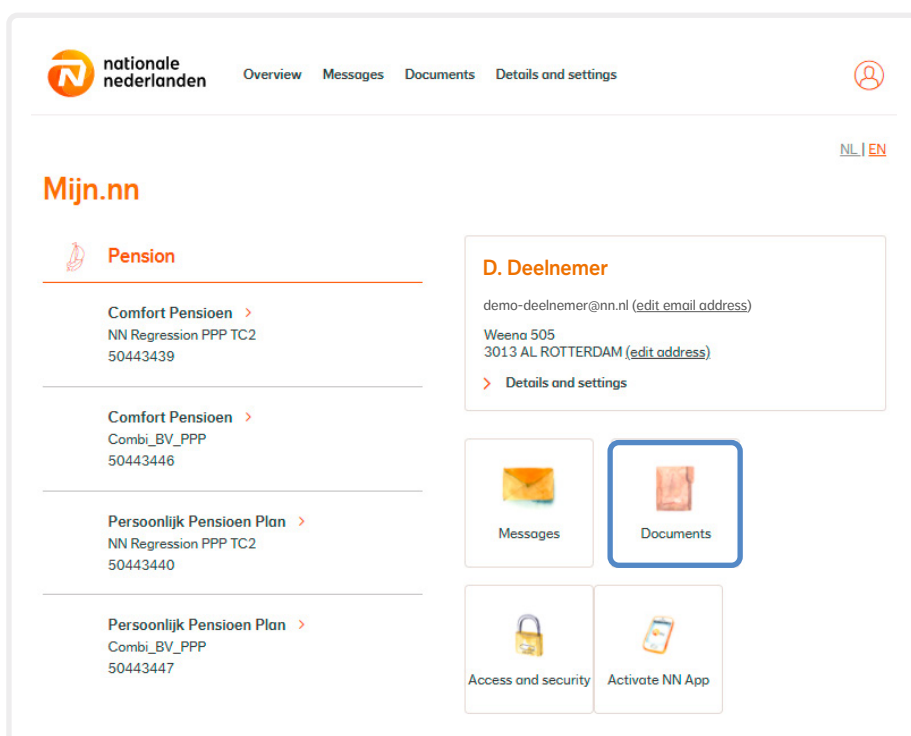 nationale
nederlanden
Overview Messages Documents Details and settings
NL | EN
Mijn.nn
Pension
Comfort Pensioen >
NN Regression PPP TC2
50443439
Comfort Pensioen >
Combi_BV_PPP
50443446
Persoonlijk Pensioen Plan >
NN Regression PPP TC2
50443440
Persoonlijk Pensioen Plan >
Combi_BV_PPP
50443447
D. Deelnemer
demo-deelnemer@nn.nl (edit email address)
Weena 505
3013 AL ROTTERDAM (edit address)
> Details and settings
Messages
Documents
Access and security
Activate NN App